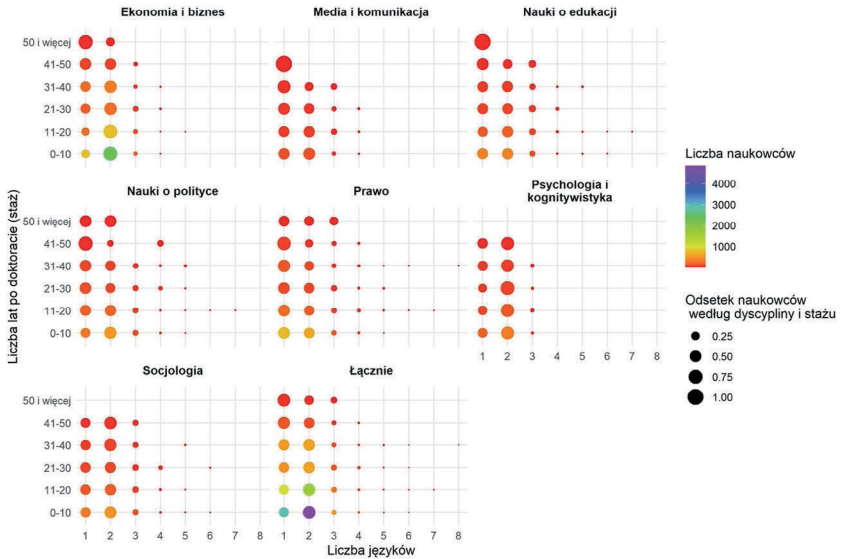 Ekonomia i biznes
Media i komunikacja
Nauki o edukacji
50 i więcej
41-50
31-40
21-30
11-20
0-10
Nauki o polityce
Prawo
Psychologia i
kognitywistyka
50 i więcej
41-50
31-40
21-30
11-20
0-10
1 2 3 4 5 6 7 8
Socjologia
Łącznie
50 i więcej
41-50
31-40
21-30
11-20
0-10
1 2 3 4 5 6 7 8
1 2 3 4 5 6 7 8
Liczba języków
Liczba lat po doktoracie (staż)
Liczba naukowców
4000
3000
2000
1000
Odsetek naukowców
według dyscypliny i stażu
0.25
0.50
0.75
1.00